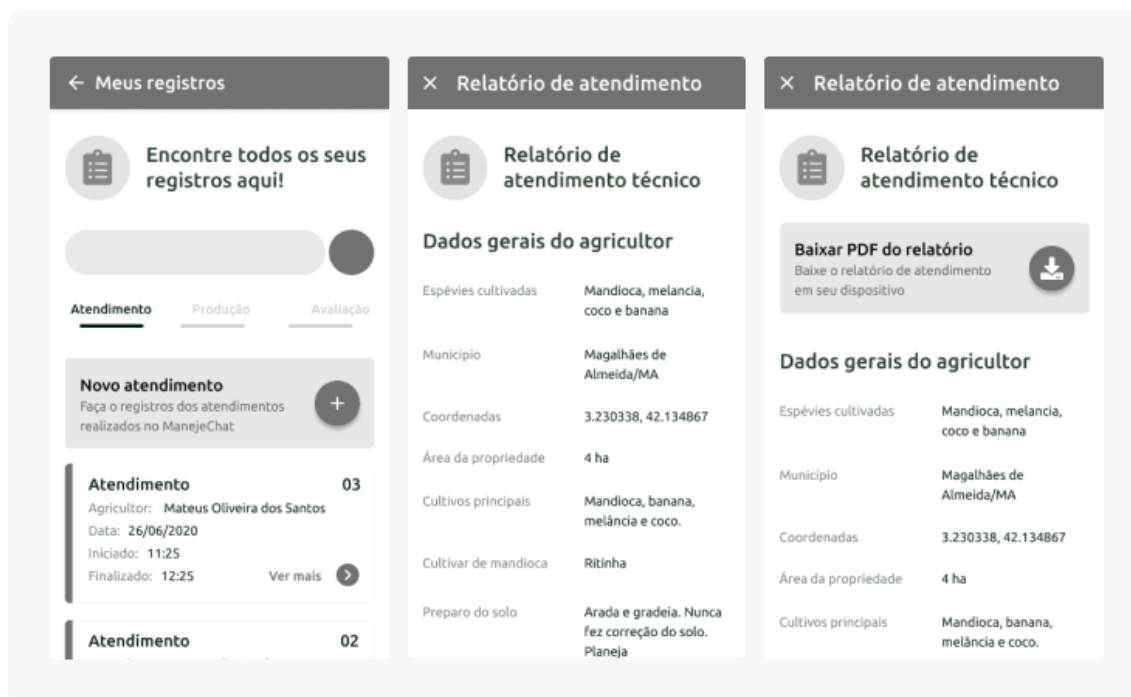 Meus registros
Encontre todos os seus
registros aqui!
Atendimento
Produção
Avaliação
Novo atendimento
Faça o registros dos atendimentos
realizados no ManejeChat
Atendimento 03
Agricultor: Mateus Oliveira dos Santos
Data: 26/06/2020
Iniciado: 11:25
Finalizado: 12:25
Ver mais
Atendimento 02
Relatório de atendimento
Relatório de
atendimento técnico
Dados gerais do agricultor
Espévies cultivadas
Mandioca, melancia,
coco e banana
Município
Magalhães de
Almeida/MA
Coordenadas
3.230338, 42.134867
Área da propriedade
4 ha
Cultivos principais
Mandioca, banana,
melância e coco.
Cultivar de mandioca
Ritinha
Preparo do solo
Arada e gradeia. Nunca
fez correção do solo.
Planeja
Relatório de atendimento
Relatório de
atendimento técnico
Baixar PDF do relatório
Baixe o relatório de atendimento
em seu dispositivo
Dados gerais do agricultor
Espévies cultivadas
Mandioca, melancia,
coco e banana
Município
Magalhães de
Almeida/MA
Coordenadas
3.230338, 42.134867
Área da propriedade
4 ha
Cultivos principais
Mandioca, banana,
melância e coco.